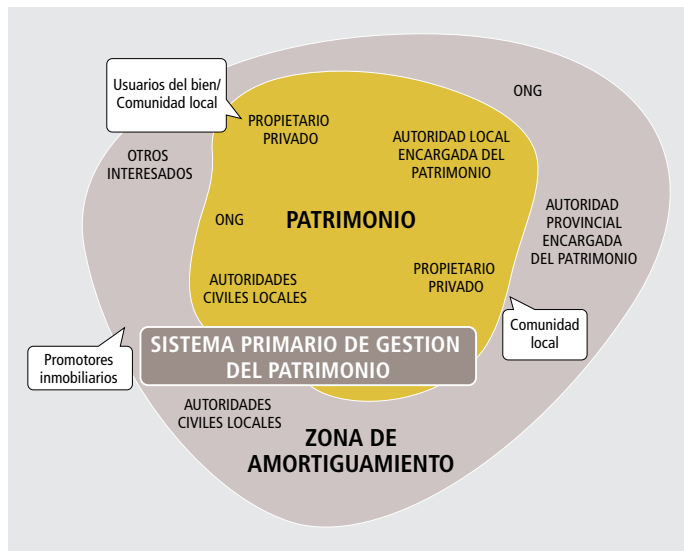 Usuarios del bien/
Comunidad local
ONG
PROPIETARIO
PRIVADO
AUTORIDAD LOCAL
ENCARGADA DEL
PATRIMONIO
OTROS
INTERESADOS
AUTORIDAD
PROVINCIAL
ENCARGADA
DEL PATRIMONIO
ONG
PATRIMONIO
AUTORIDADES
CIVILES LOCALES
PROPIETARIO
PRIVADO
Comunidad
local
SISTEMA PRIMARIO DE GESTION
DEL PATRIMONIO
Promotores
inmobiliarios
AUTORIDADES
CIVILES LOCALES
ZONA DE
AMORTIGUAMIENTO